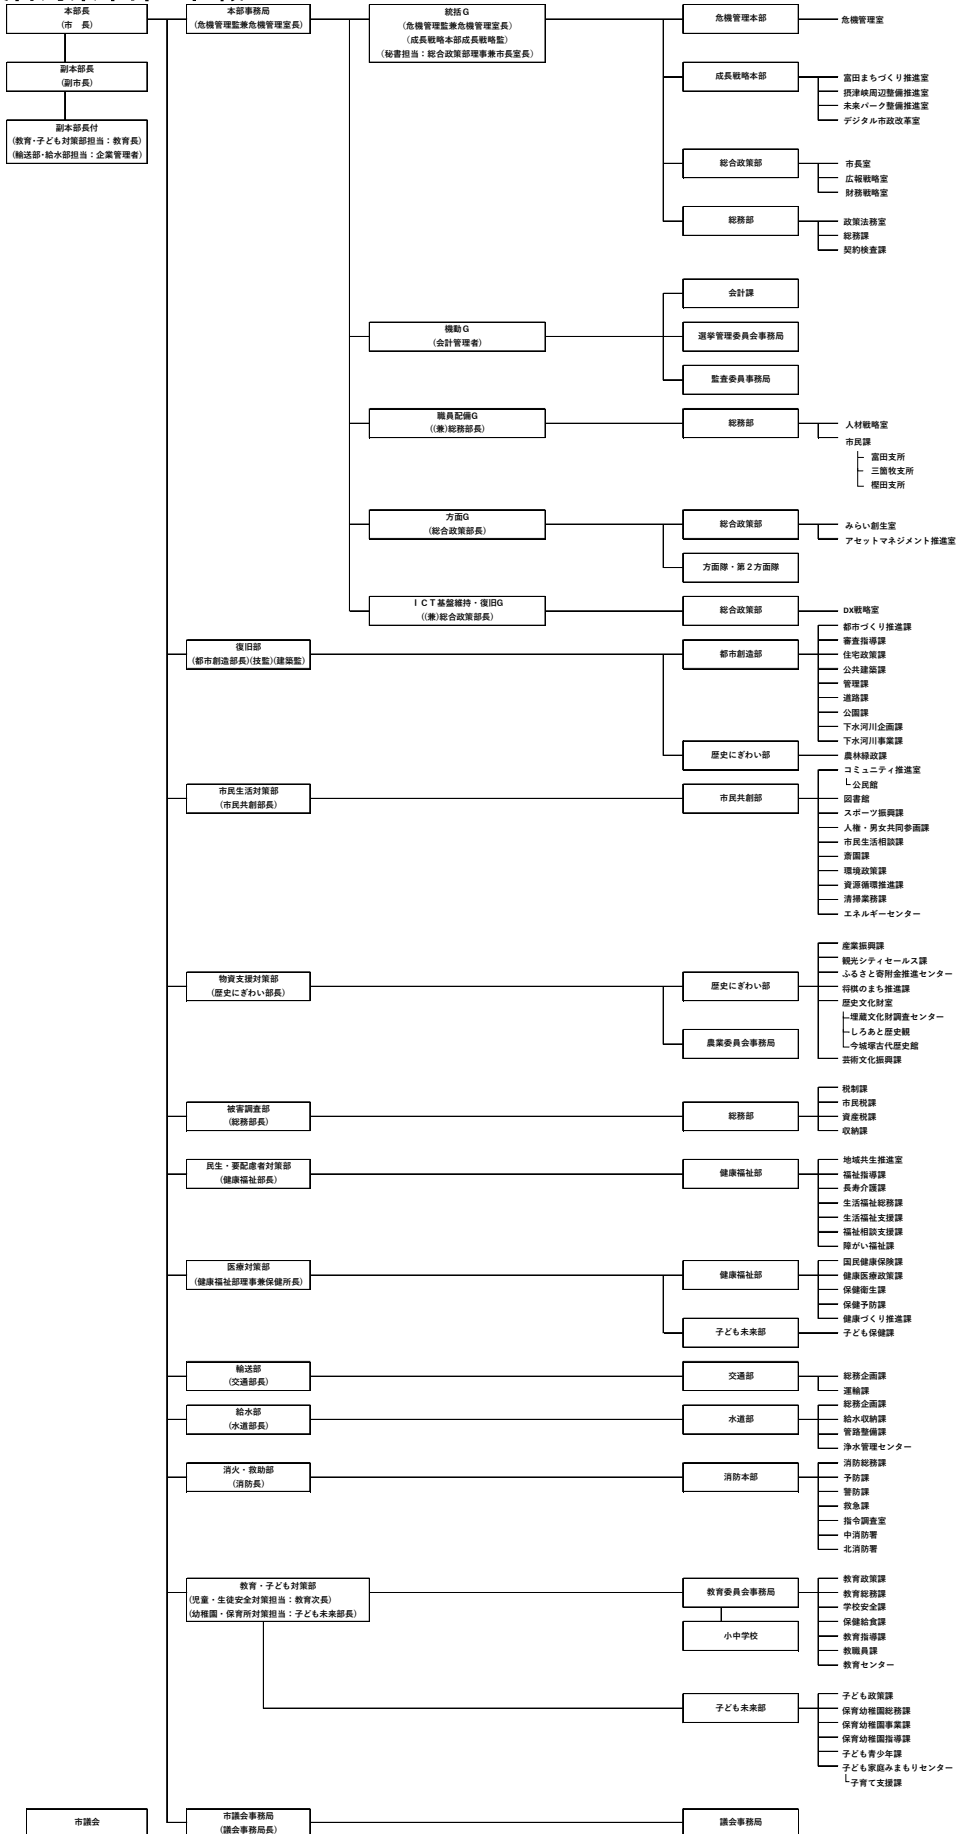 本部長
(市　長)
副本部長
(副市長)
副本部長付
(教育・子ども対策部担当：教育長)
(輸送部・給水部担当：企業管理者)
本部事務局
(危機管理監兼危機管理室長)
統括G
(危機管理監兼危機管理室長)
(成長戦略本部成長戦略監)
(秘書担当：総合政策部理事兼市長室長)
危機管理本部
危機管理室
成長戦略本部
富田まちづくり推進室
摂津峡周辺整備推進室
未来パーク整備推進室
デジタル市政改革室
総合政策部
市長室
広報戦略室
財務戦略室
総務部
政策法務室
総務課
契約検査課
機動G
(会計管理者)
会計課
選挙管理委員会事務局
監査委員事務局
職員配備G
((兼)総務部長)
総務部
人材戦略室
市民課
富田支所
三箇牧支所
樫田支所
方面G
(総合政策部長)
総合政策部
みらい創生室
アセットマネジメント推進室
方面隊・第２方面隊
ＩＣＴ基盤維持・復旧G
((兼)総合政策部長)
総合政策部
DX戦略室
復旧部
(都市創造部長)(技監)(建築監)
都市創造部
都市づくり推進課
審査指導課
住宅政策課
公共建築課
管理課
道路課
公園課
下水河川企画課
下水河川事業課
歴史にぎわい部
農林緑政課
市民生活対策部
(市民共創部長)
市民共創部
コミュニティ推進室
公民館
図書館
スポーツ振興課
人権・男女共同参画課
市民生活相談課
斎園課
環境政策課
資源循環推進課
清掃業務課
エネルギーセンター
物資支援対策部
(歴史にぎわい部長)
歴史にぎわい部
産業振興課
観光シティセールス課
ふるさと寄附金推進センター
将棋のまち推進課
歴史文化財室
埋蔵文化財調査センター
しろあと歴史観
今城塚古代歴史館
芸術文化振興課
農業委員会事務局
被害調査部
(総務部長)
総務部
税制課
市民税課
資産税課
収納課
民生・要配慮者対策部
(健康福祉部長)
健康福祉部
地域共生推進室
福祉指導課
長寿介護課
生活福祉総務課
生活福祉支援課
福祉相談支援課
障がい福祉課
医療対策部
(健康福祉部理事兼保健所長)
健康福祉部
国民健康保険課
健康医療政策課
保健衛生課
保健予防課
健康づくり推進課
子ども未来部
子ども保健課
輸送部
(交通部長)
交通部
総務企画課
運輸課
給水部
(水道部長)
水道部
総務企画課
給水収納課
管路整備課
浄水管理センター
消火・救助部
(消防長)
消防本部
消防総務課
予防課
警防課
救急課
指令調査室
中消防署
北消防署
教育・子ども対策部
(児童・生徒安全対策担当：教育次長)
(幼稚園・保育所対策担当：子ども未来部長)
教育委員会事務局
教育政策課
教育総務課
学校安全課
保健給食課
教育指導課
教職員課
教育センター
小中学校
子ども未来部
子ども政策課
保育幼稚園総務課
保育幼稚園事業課
保育幼稚園指導課
子ども青少年課
子ども家庭みまもりセンター
子育て支援課
市議会
市議会事務局
(議会事務局長)
議会事務局